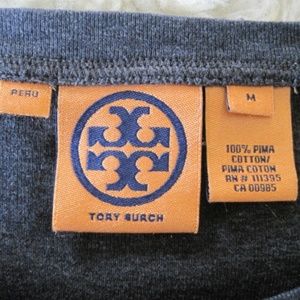 PERU
TORY BURCH
M
100% PIMA
COTTON/
PIMA COTON
RN # 111395
CA 00985